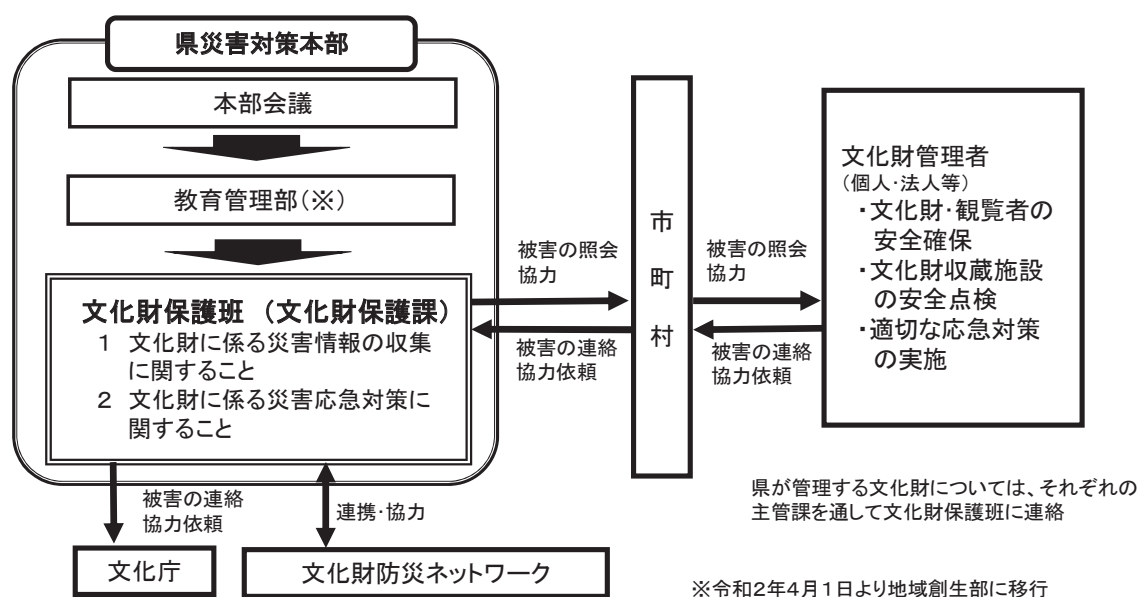 県災害対策本部
本部会議
教育管理部(※)
文化財保護班 (文化財保護課)
1 文化財に係る災害情報の収集
に関すること
2 文化財に係る災害応急対策に
関すること
被害の照会
協力
被害の連絡
協力依頼
市
町
村
被害の照会
協力
被害の連絡
協力依頼
文化財管理者
(個人・法人等)
・文化財・観覧者の
安全確保
・文化財収蔵施設
の安全点検
・適切な応急対策
の実施
被害の連絡
協力依頼
連携・協力
文化庁
文化財防災ネットワーク
県が管理する文化財については、それぞれの
主管課を通して文化財保護班に連絡
※令和2年4月1日より地域創生部に移行